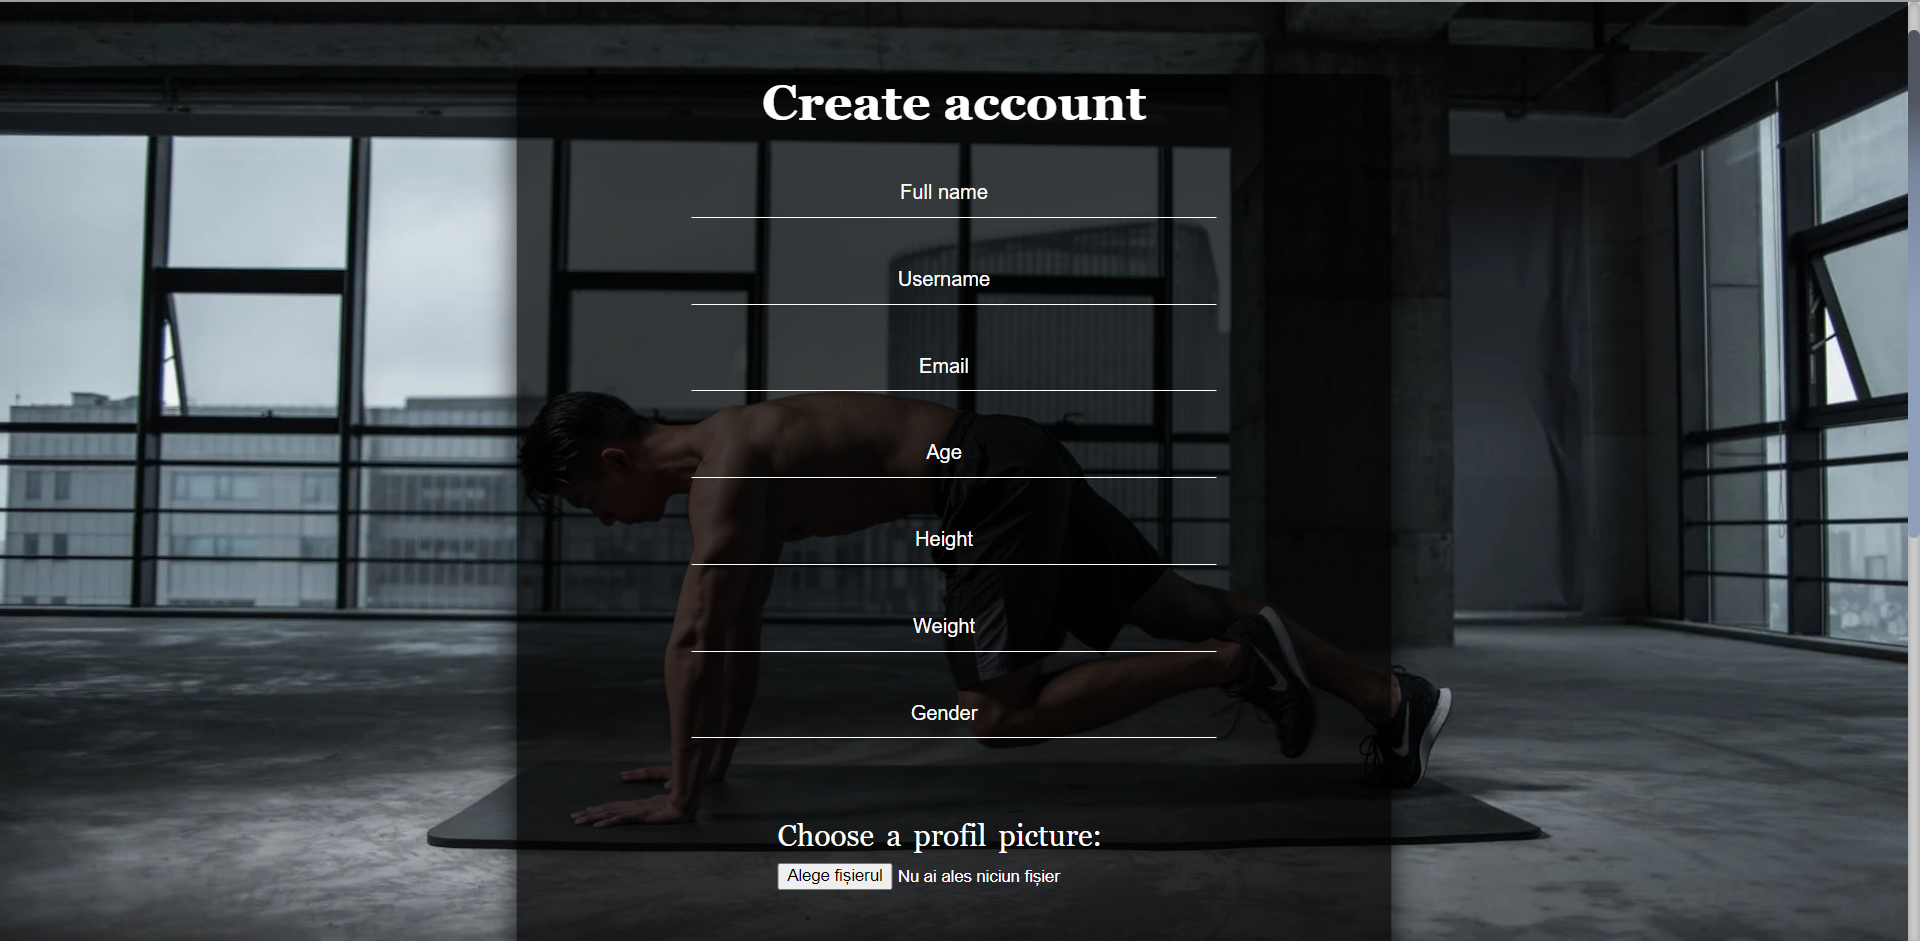 Create account
Full name
Username
Email
Age
Height
Weight
Gender
Choose a profil picture:
Alege fișierul Nu ai ales niciun fișier